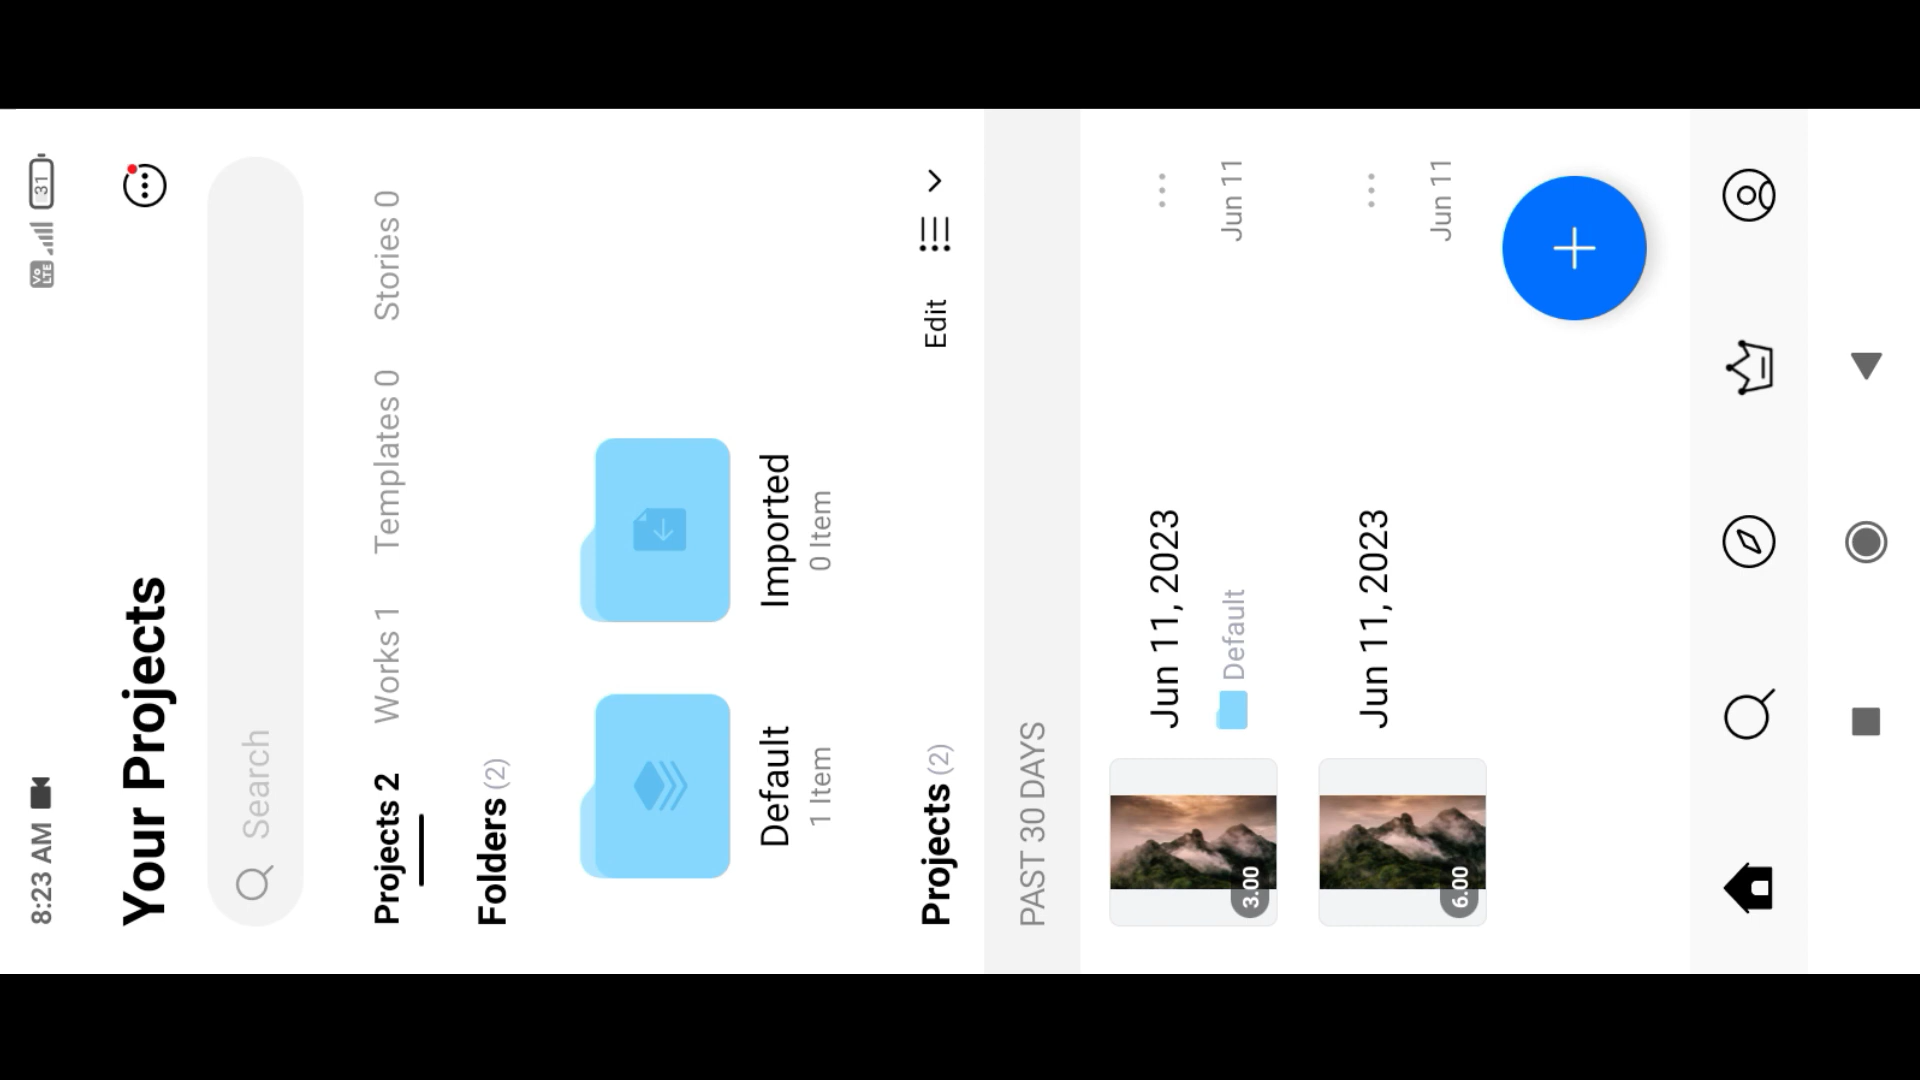 8:23 AM
Vo LTE
31
Your Projects
Search
Projects 2 Works 1 Templates 0 Stories 0
Folders (2)
Default Imported
1 Item 0 Item
Projects (2) Edit
PAST 30 DAYS
Jun 11, 2023
3.00 Default Jun 11
Jun 11, 2023
6.00 Jun 11